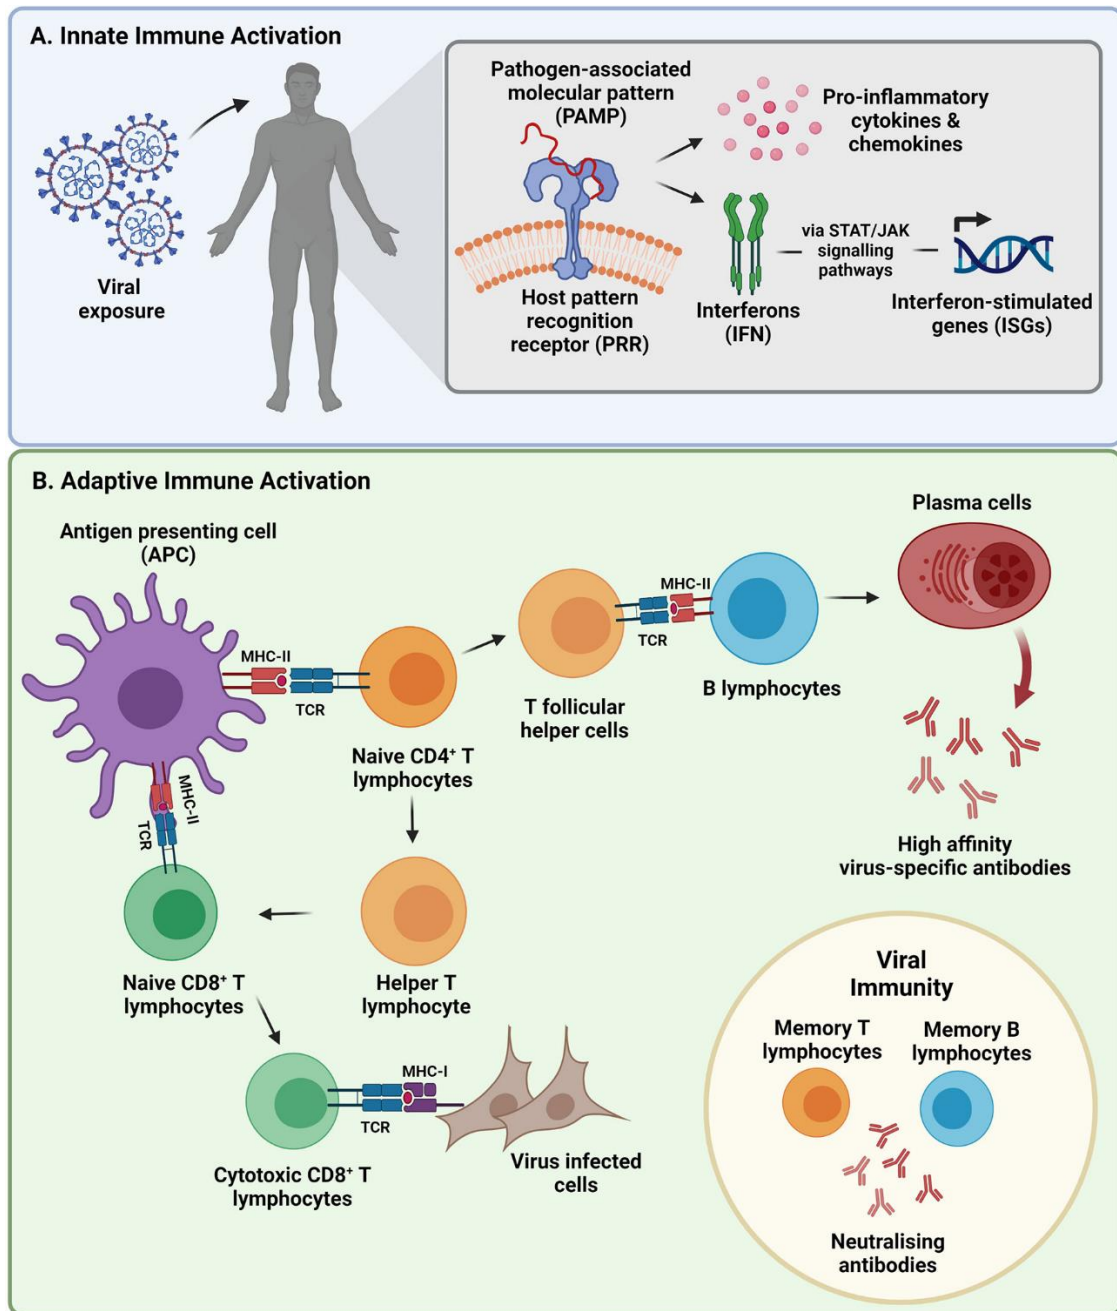 A. Innate Immune Activation
Viral
exposure
Pathogen-associated
molecular pattern
(PAMP)
Host pattern
recognition
receptor (PRR)
Pro-inflammatory
cytokines &
chemokines
Interferons
(IFN)
via STAT/JAK
signalling
pathways
Interferon-stimulated
genes (ISGs)
B. Adaptive Immune Activation
Antigen presenting cell
(APC)
MHC-II
TCR
Naive CD4⁺ T
lymphocytes
T follicular
helper cells
MHC-II
TCR
B lymphocytes
Plasma cells
High affinity
virus-specific antibodies
MHC-II
TCR
Naive CD8⁺ T
lymphocytes
Helper T
lymphocyte
Cytotoxic CD8⁺ T
lymphocytes
MHC-I
TCR
Virus infected
cells
Viral
Immunity
Memory T
lymphocytes
Memory B
lymphocytes
Neutralising
antibodies